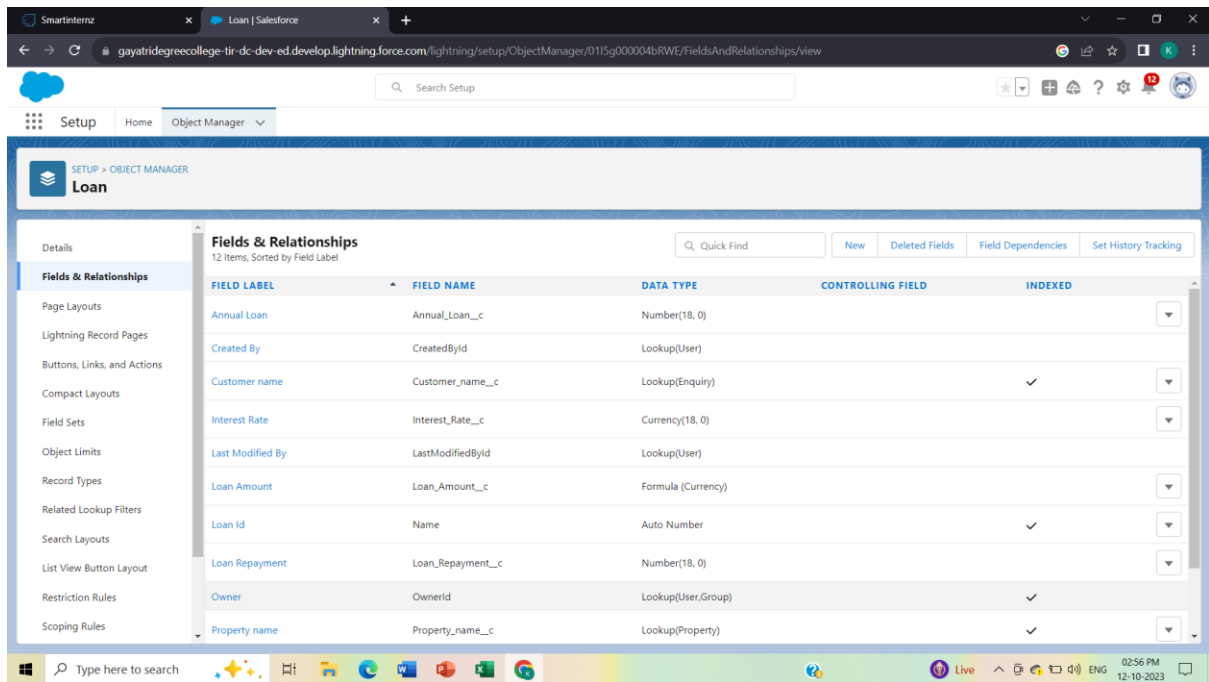 Smartinternz
Loan | Salesforce
gayatridegreecollege-tir-dc-dev-ed.develop.lightning.force.com/lightning/setup/ObjectManager/01I5g000004bRWE/FieldsAndRelationships/view
K
Search Setup
12
Setup Home Object Manager
SETUP > OBJECT MANAGER
Loan
Details
Fields & Relationships
Page Layouts
Lightning Record Pages
Buttons, Links, and Actions
Compact Layouts
Field Sets
Object Limits
Record Types
Related Lookup Filters
Search Layouts
List View Button Layout
Restriction Rules
Scoping Rules
Fields & Relationships
12 Items, Sorted by Field Label
Quick Find New Deleted Fields Field Dependencies Set History Tracking
FIELD LABEL FIELD NAME DATA TYPE CONTROLLING FIELD INDEXED
Annual Loan Annual_Loan__c Number(18, 0)
Created By CreatedById Lookup(User)
Customer name Customer_name__c Lookup(Enquiry)
Interest Rate Interest_Rate__c Currency(18, 0)
Last Modified By LastModifiedById Lookup(User)
Loan Amount Loan_Amount__c Formula (Currency)
Loan Id Name Auto Number
Loan Repayment Loan_Repayment__c Number(18, 0)
Owner OwnerId Lookup(User,Group)
Property name Property_name__c Lookup(Property)
Type here to search
Live
ENG
02:56 PM
12-10-2023